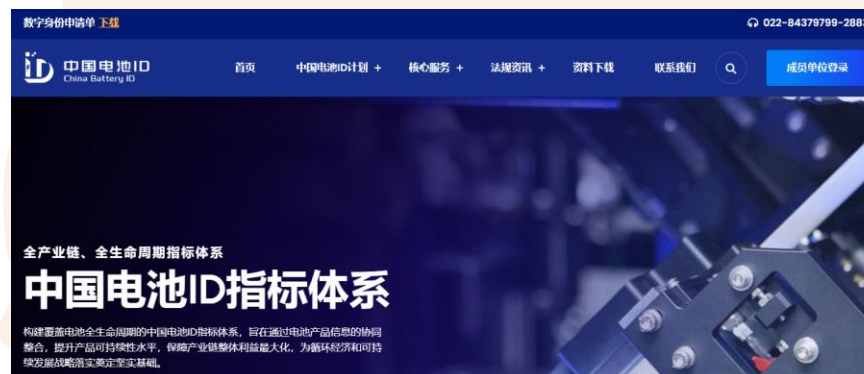 数字身份申请单 下载
022-84379799-2883
中国电池ID
China Battery ID
首页 中国电池ID计划 + 核心服务 + 法规资讯 + 资料下载 联系我们 成员单位登录
全产业链、全生命周期指标体系
中国电池ID指标体系
构建覆盖电池全生命周期的中国电池ID指标体系，旨在通过电池产品信息的协同
整合，提升产品可持续性水平，保障产业链整体利益最大化，为循环经济和可持
续发展战略落实奠定坚实基础。